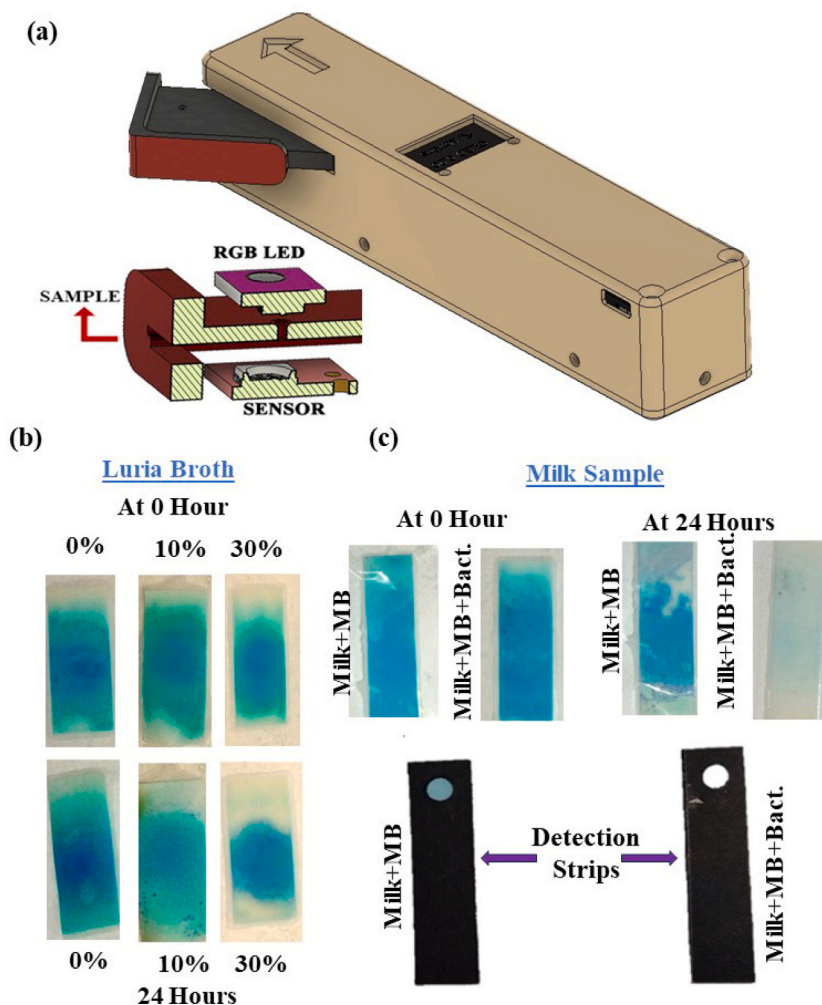 (a)
RGB LED
SAMPLE
SENSOR
(b)
Luria Broth
At 0 Hour
0% 10% 30%
0% 10% 30%
24 Hours
(c)
Milk Sample
At 0 Hour
At 24 Hours
Milk+MB
Milk+MB+Bact.
Milk+MB
Milk+MB+Bact.
Milk+MB
Detection
Strips
Milk+MB+Bact.